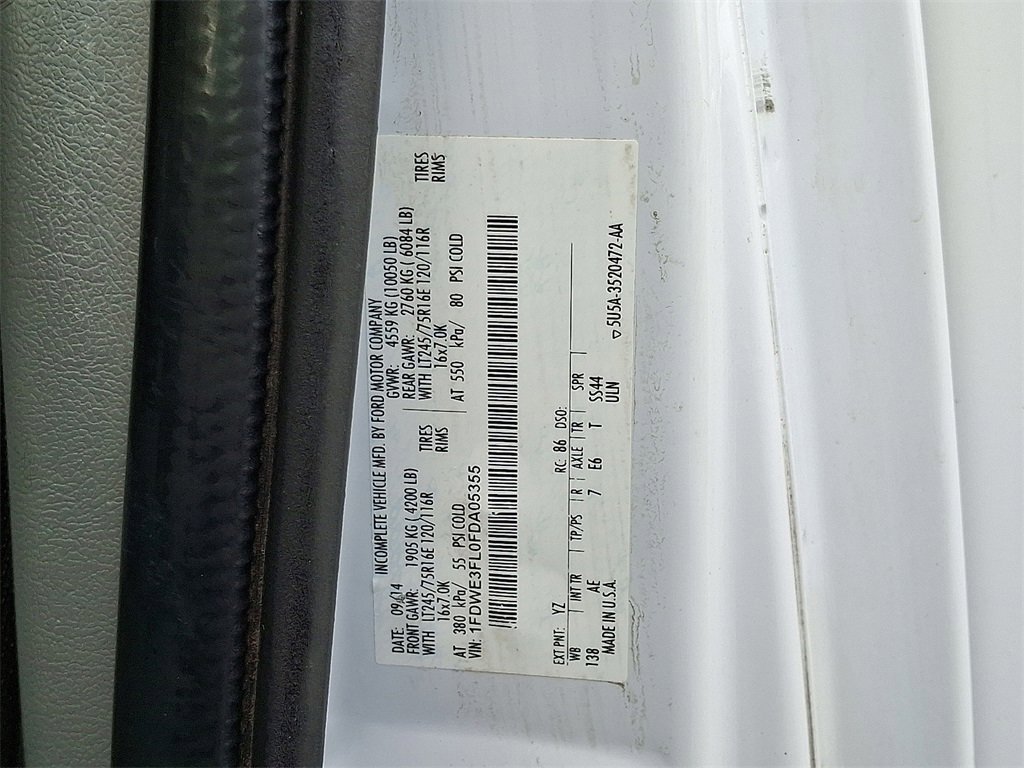 INCOMPLETE VEHICLE MFD. BY FORD MOTOR COMPANY
DATE: 09/14 GVWR: 4559 KG (10050 LB)
FRONT GAWR: 1905 KG ( 4200 LB) REAR GAWR: 2760 KG ( 6084 LB)
WITH LT245/75R16E 120/116R TIRES WITH LT245/75R16E 120/116R TIRES
16x7.0K RIMS 16x7.0K RIMS
AT 380 kPa/ 55 PSI COLD AT 550 kPa/ 80 PSI COLD
VIN: 1FDWE3FL0FDA05355
EXT PNT: YZ RC: 86 DSO:
WB INT TR TP/PS R AXLE TR SPR
138 AE 7 E6 T SS44
MADE IN U.S.A. ULN
▽5U5A-3520472-AA